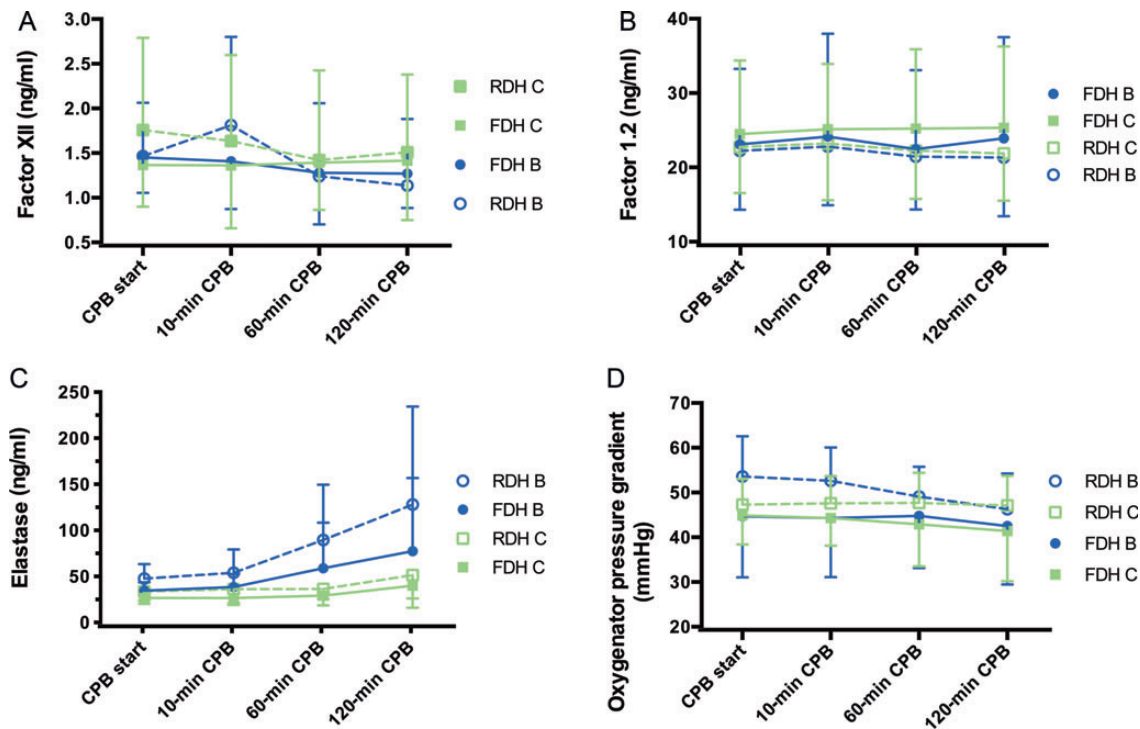 A
Factor XII (ng/ml)
3.0
2.5
2.0
1.5
1.0
0.5
CPB start
10-min CPB
60-min CPB
120-min CPB
RDH C
FDH C
FDH B
RDH B
B
Factor 1.2 (ng/ml)
40
30
20
10
CPB start
10-min CPB
60-min CPB
120-min CPB
FDH B
FDH C
RDH C
RDH B
C
Elastase (ng/ml)
250
200
150
100
50
0
CPB start
10-min CPB
60-min CPB
120-min CPB
RDH B
FDH B
RDH C
FDH C
D
Oxygenator pressure gradient
(mmHg)
70
60
50
40
30
20
CPB start
10-min CPB
60-min CPB
120-min CPB
RDH B
RDH C
FDH B
FDH C